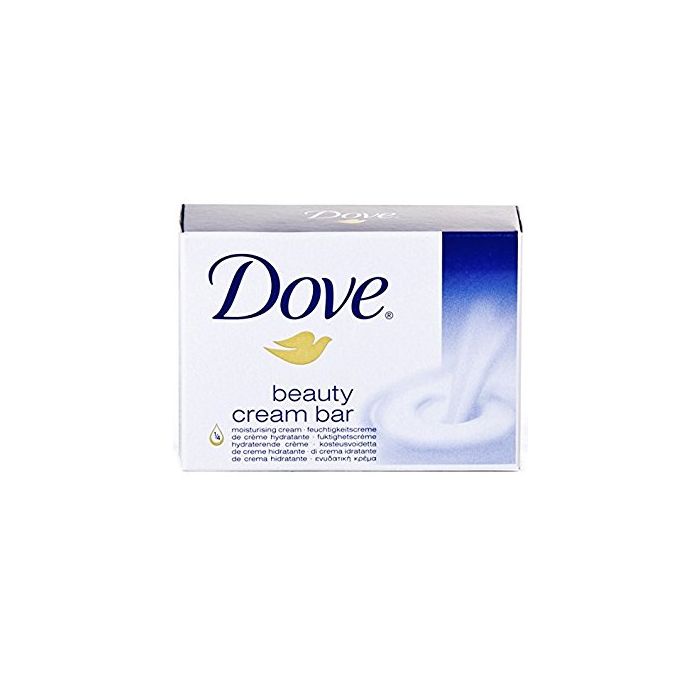 Dove
Dove®
beauty
cream bar
¼
moisturising cream · feuchtigkeitscreme
de crème hydratante · fuktighetscrème
hydraterende crème · kosteusvoidetta
de creme hidratante · di crema idratante
de crema hidratante · ενυδατική κρέμα